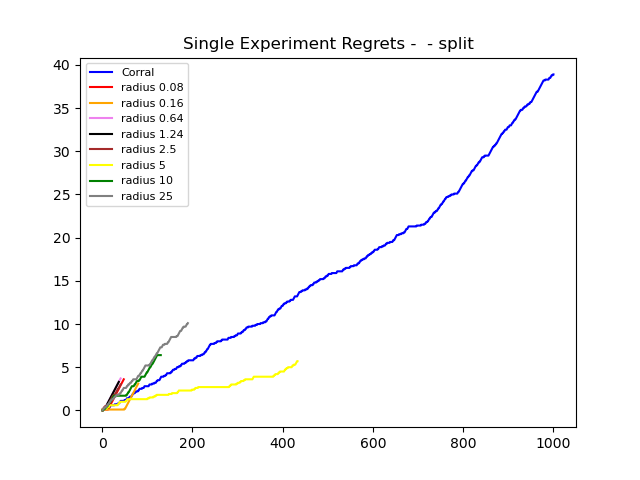 Single Experiment Regrets -  - split
Corral
radius 0.08
radius 0.16
radius 0.64
radius 1.24
radius 2.5
radius 5
radius 10
radius 25
40
35
30
25
20
15
10
5
0
0 200 400 600 800 1000